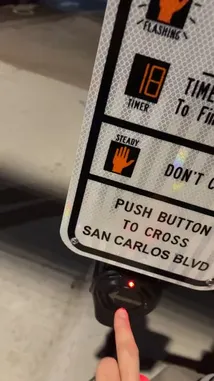 FLASHING
18
TIMER
TIME
To Fi
STEADY
DON'T C
PUSH BUTTON
TO CROSS
SAN CARLOS BLVD